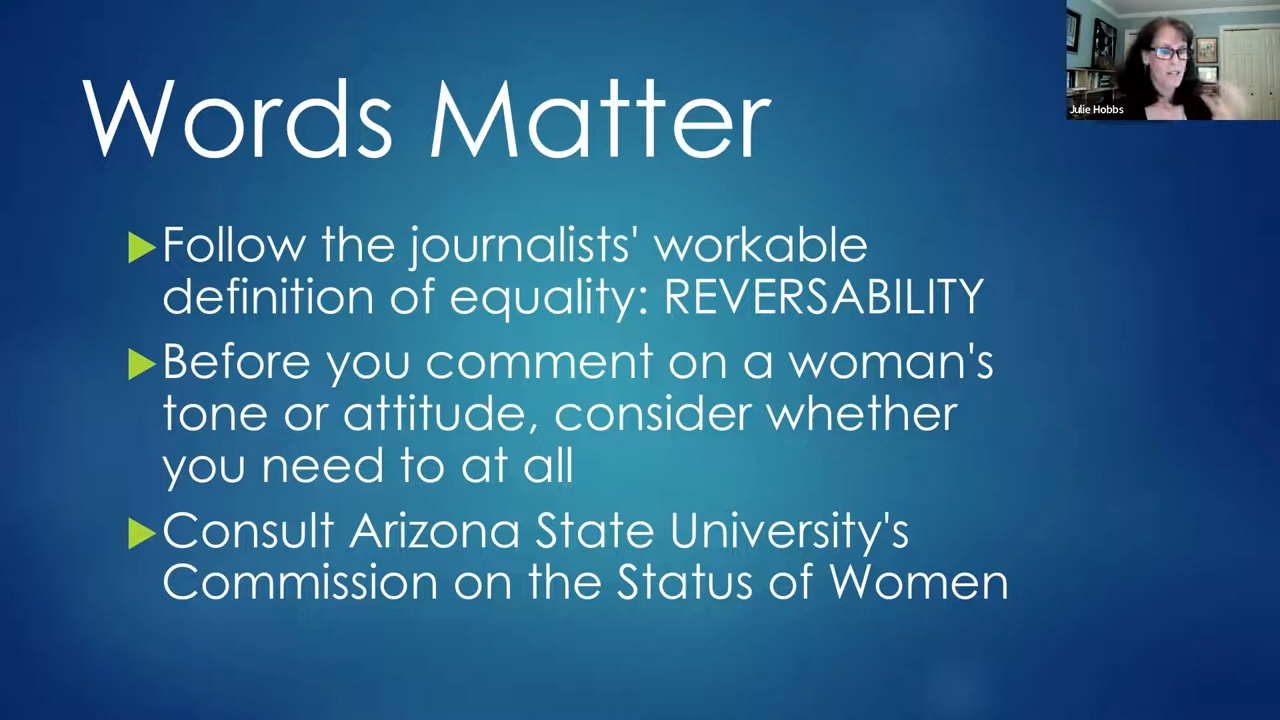 Words Matter
Julie Hobbs
Follow the journalists' workable
definition of equality: REVERSABILITY
Before you comment on a woman's
tone or attitude, consider whether
you need to at all
Consult Arizona State University's
Commission on the Status of Women